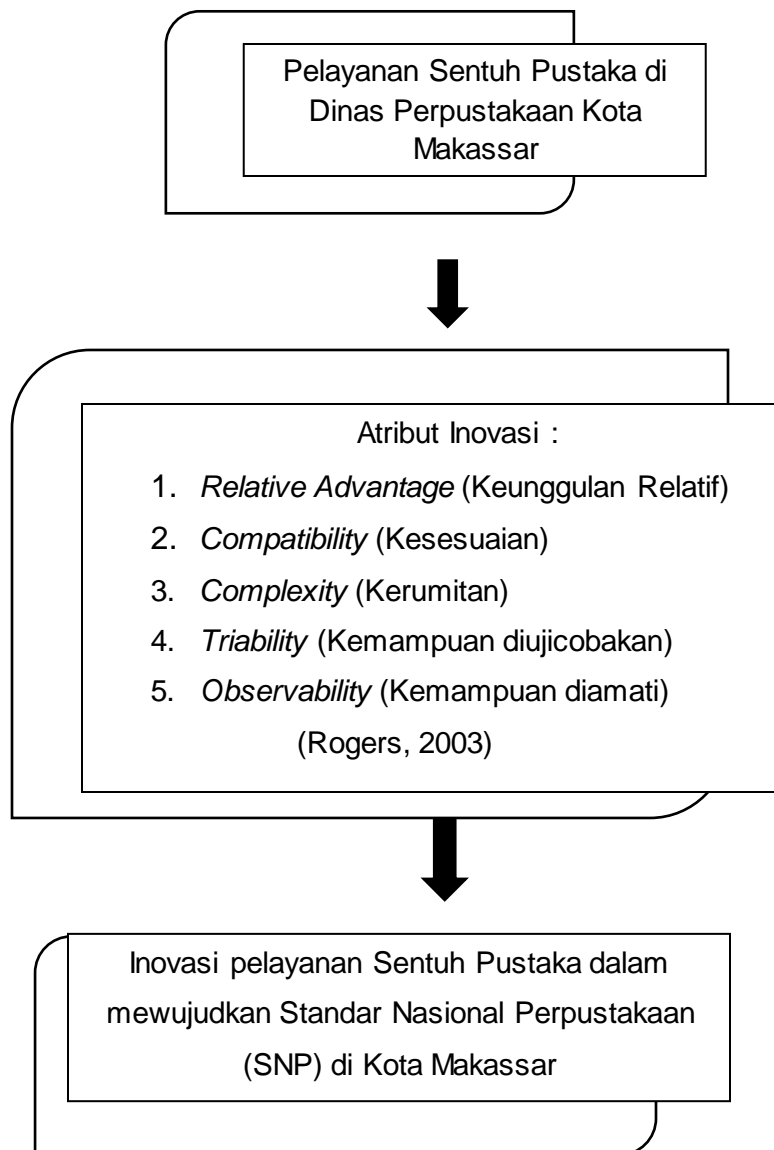 Pelayanan Sentuh Pustaka di
Dinas Perpustakaan Kota
Makassar
Atribut Inovasi :
1. Relative Advantage (Keunggulan Relatif)
2. Compatibility (Kesesuaian)
3. Complexity (Kerumitan)
4. Triability (Kemampuan diujicobakan)
5. Observability (Kemampuan diamati)
(Rogers, 2003)
Inovasi pelayanan Sentuh Pustaka dalam
mewujudkan Standar Nasional Perpustakaan
(SNP) di Kota Makassar